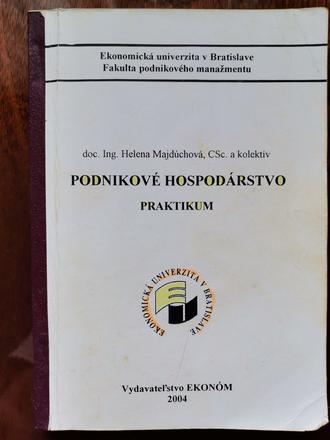 Ekonomická univerzita v Bratislave
Fakulta podnikového manažmentu
doc. Ing. Helena Majdúchová, CSc. a kolektív
PODNIKOVÉ HOSPODÁRSTVO
PRAKTIKUM
EKONOMICKÁ UNIVERZITA V BRATISLAVE
Vydavateľstvo EKONÓM
2004